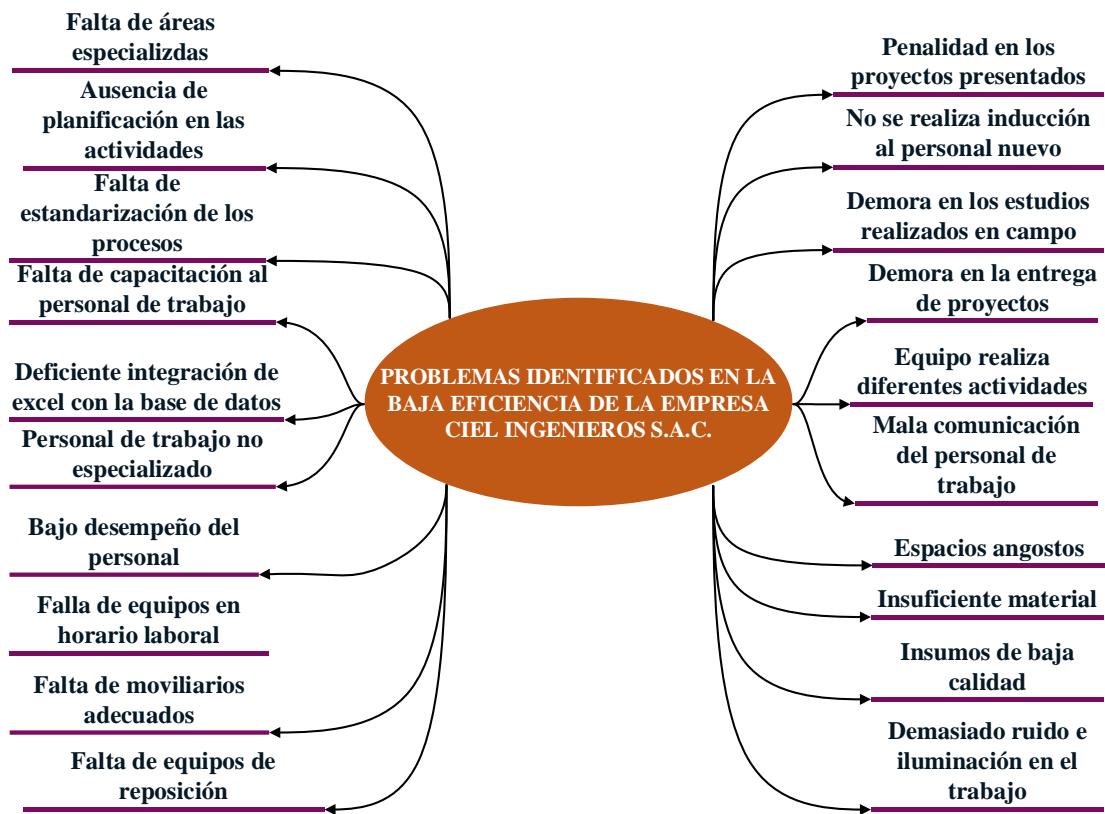 Falta de áreas
especializdas
Ausencia de
planificación en las
actividades
Falta de
estandarización de los
procesos
Falta de capacitación al
personal de trabajo
Deficiente integración de
excel con la base de datos
Personal de trabajo no
especializado
Bajo desempeño del
personal
Falla de equipos en
horario laboral
Falta de moviliarios
adecuados
Falta de equipos de
reposición
PROBLEMAS IDENTIFICADOS EN LA
BAJA EFICIENCIA DE LA EMPRESA
CIEL INGENIEROS S.A.C.
Penalidad en los
proyectos presentados
No se realiza inducción
al personal nuevo
Demora en los estudios
realizados en campo
Demora en la entrega
de proyectos
Equipo realiza
diferentes actividades
Mala comunicación
del personal de
trabajo
Espacios angostos
Insuficiente material
Insumos de baja
calidad
Demasiado ruido e
iluminación en el
trabajo